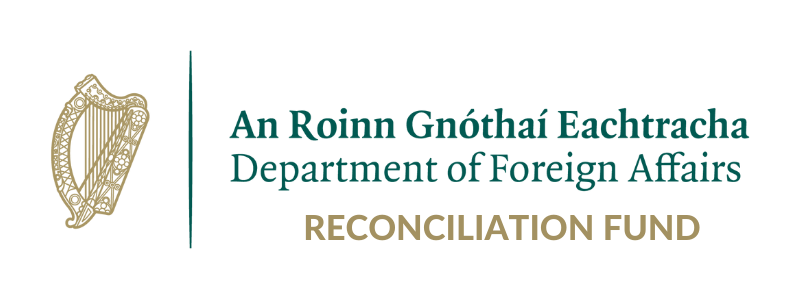 An Roinn Gnóthaí Eachtracha
Department of Foreign Affairs
RECONCILIATION FUND